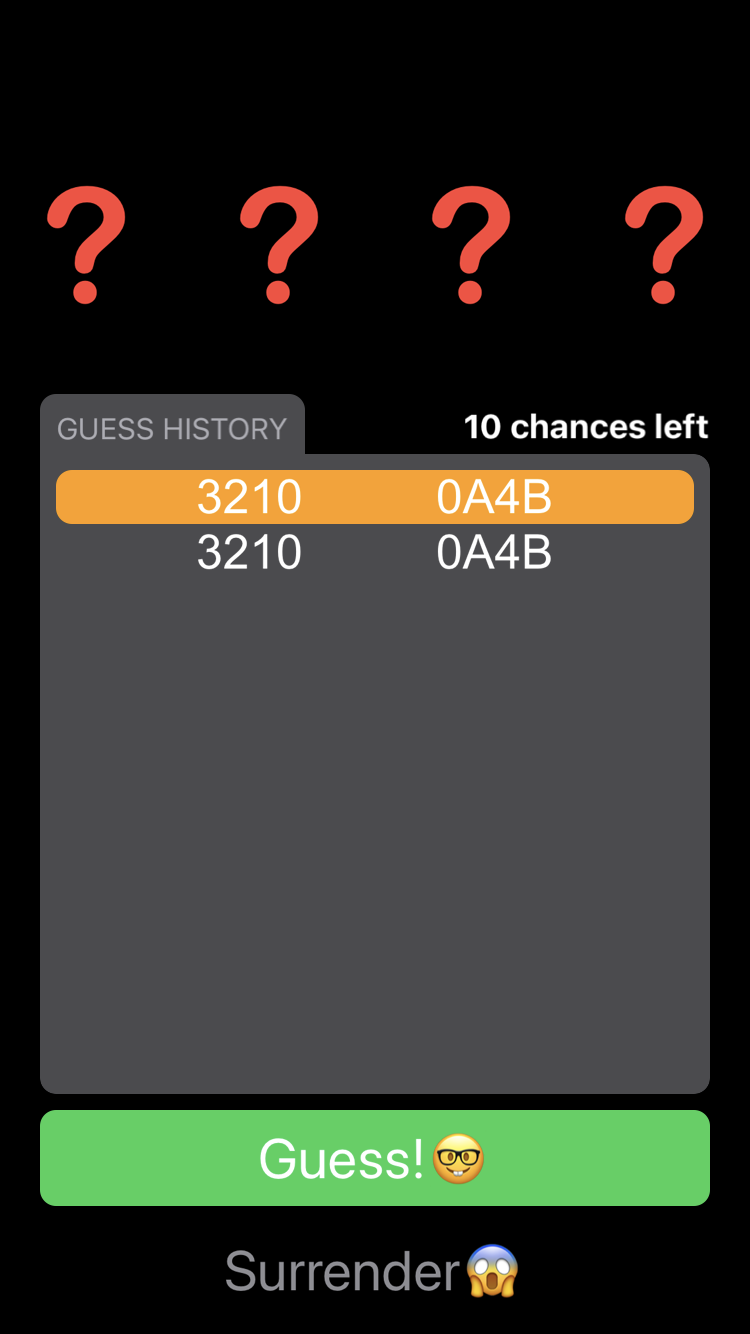 ? ? ? ?
GUESS HISTORY
10 chances left
3210 0A4B
3210 0A4B
Guess!🤓
Surrender😱